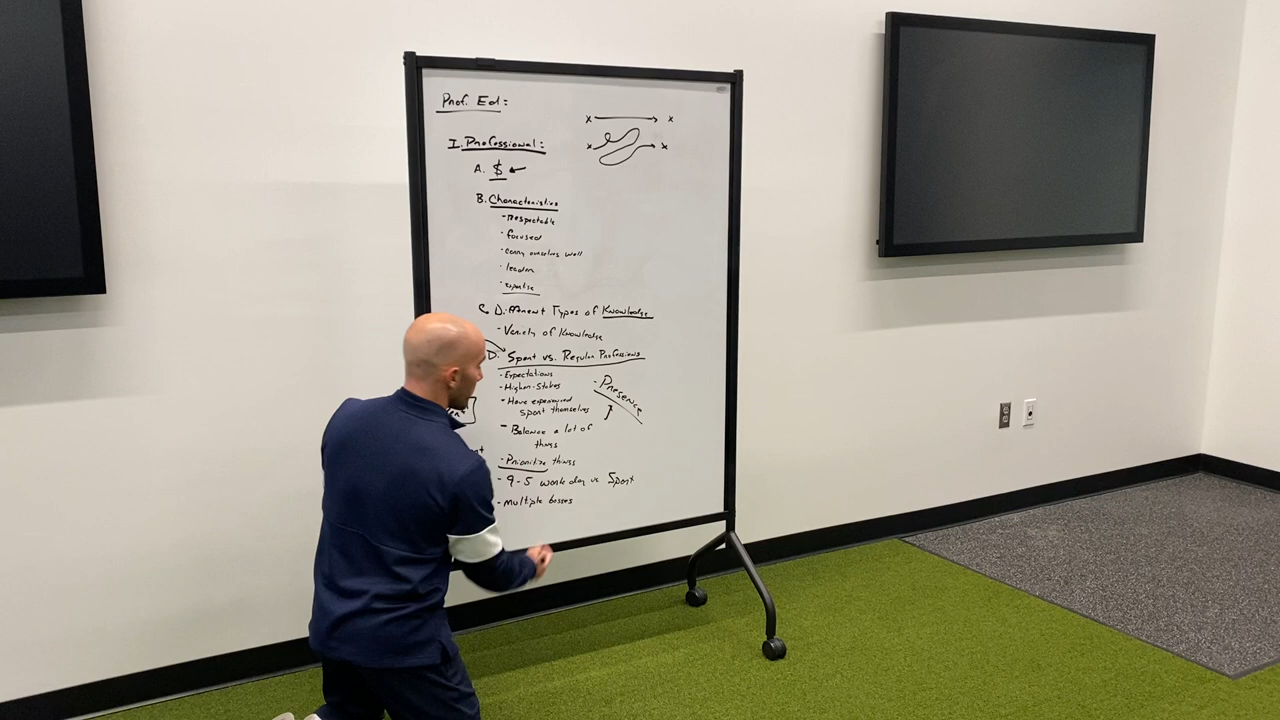 Prof. Ed:
x → x
x x
I. Professional:
A. $ ←
B. Characteristics
- Respectable
- focused
- carry ourselves well
- leaders
- expertise
C. Different Types of Knowledge
- Variety of Knowledge
D. Sport vs. Regular Professions
- Expectations
- Higher-Stakes
- Have experienced
sport themselves
- Presence
- Balance a lot of
things
- Prioritize things
- 9-5 work day vs Sport
- multiple bosses